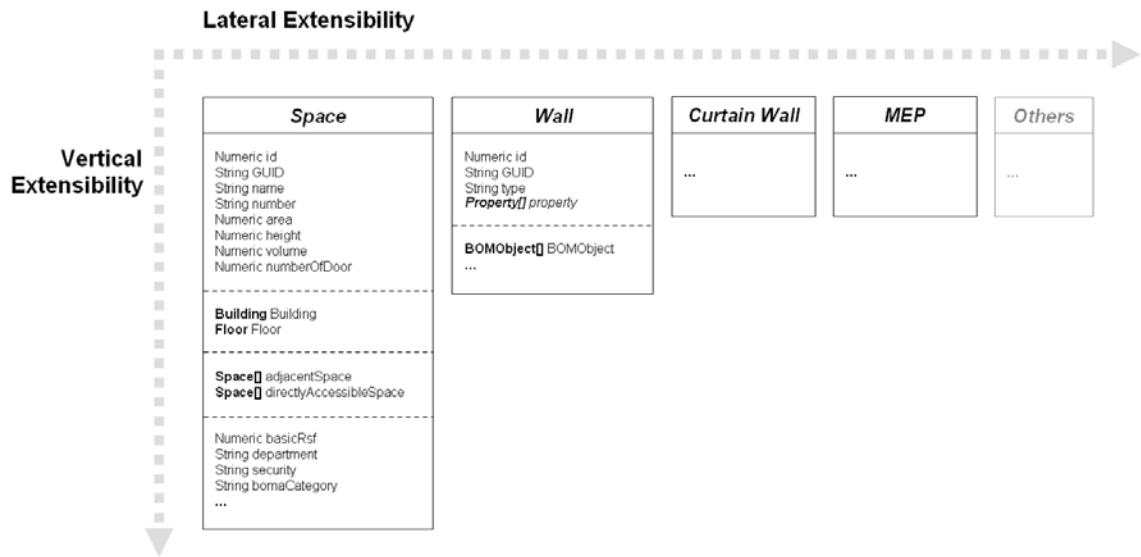 Lateral Extensibility
Vertical
Extensibility
Space
Numeric id
String GUID
String name
String number
Numeric area
Numeric height
Numeric volume
Numeric numberOfDoor
Building Building
Floor Floor
Space[] adjacentSpace
Space[] directlyAccessibleSpace
Numeric basicRsf
String department
String security
String bomaCategory
...
Wall
Numeric id
String GUID
String type
Property[] property
BOMObject[] BOMObject
...
Curtain Wall
...
MEP
...
Others
...